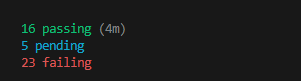 16 passing (4m)
5 pending
23 failing